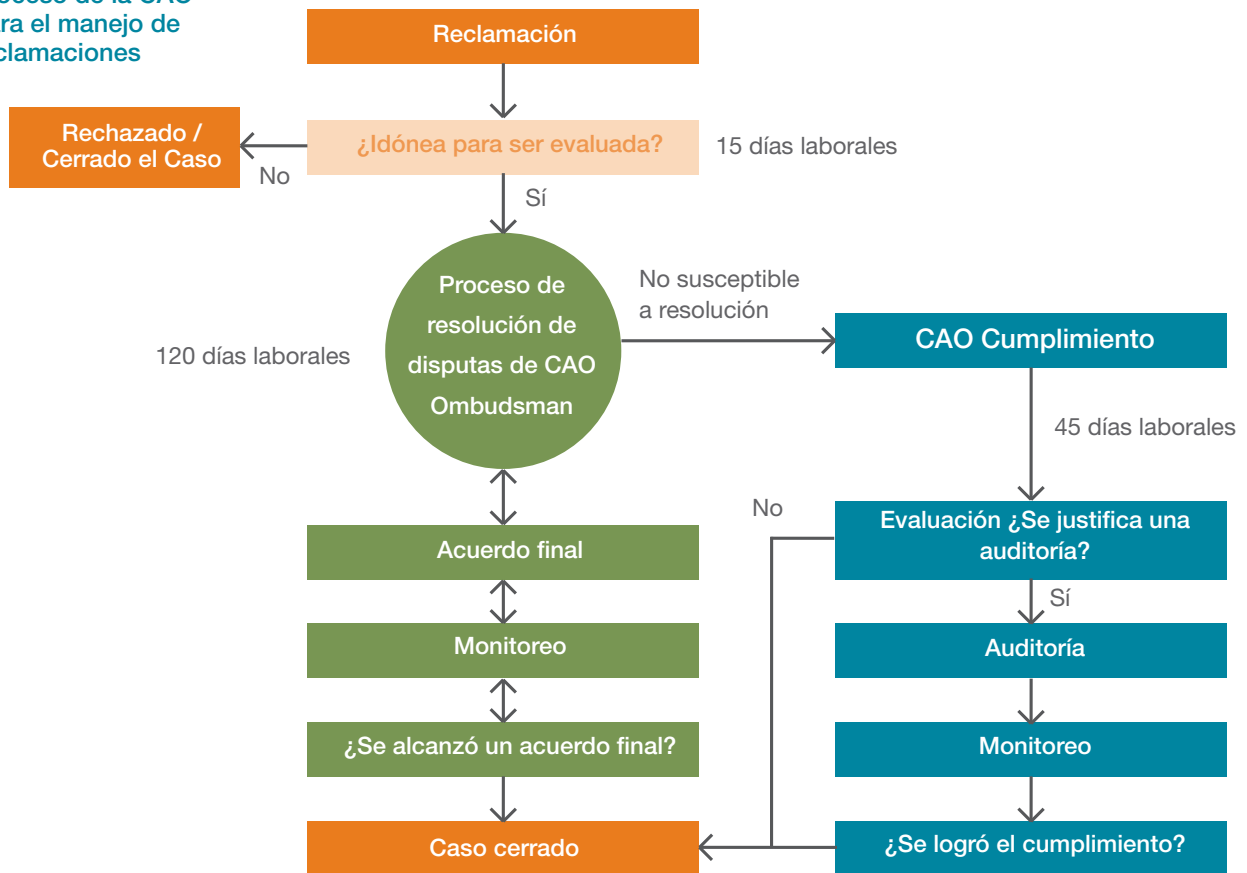 la CAO
para el manejo de
Reclamación
Rechazado /
Cerrado el Caso
No
¿Idónea para ser evaluada?
15 días laborales
Sí
Proceso de
resolución de
disputas de CAO
Ombudsman
120 días laborales
No susceptible
a resolución
CAO Cumplimiento
45 días laborales
Evaluación ¿Se justifica una
auditoría?
No
Sí
Acuerdo final
Auditoría
Monitoreo
Monitoreo
¿Se alcanzó un acuerdo final?
¿Se logró el cumplimiento?
Caso cerrado